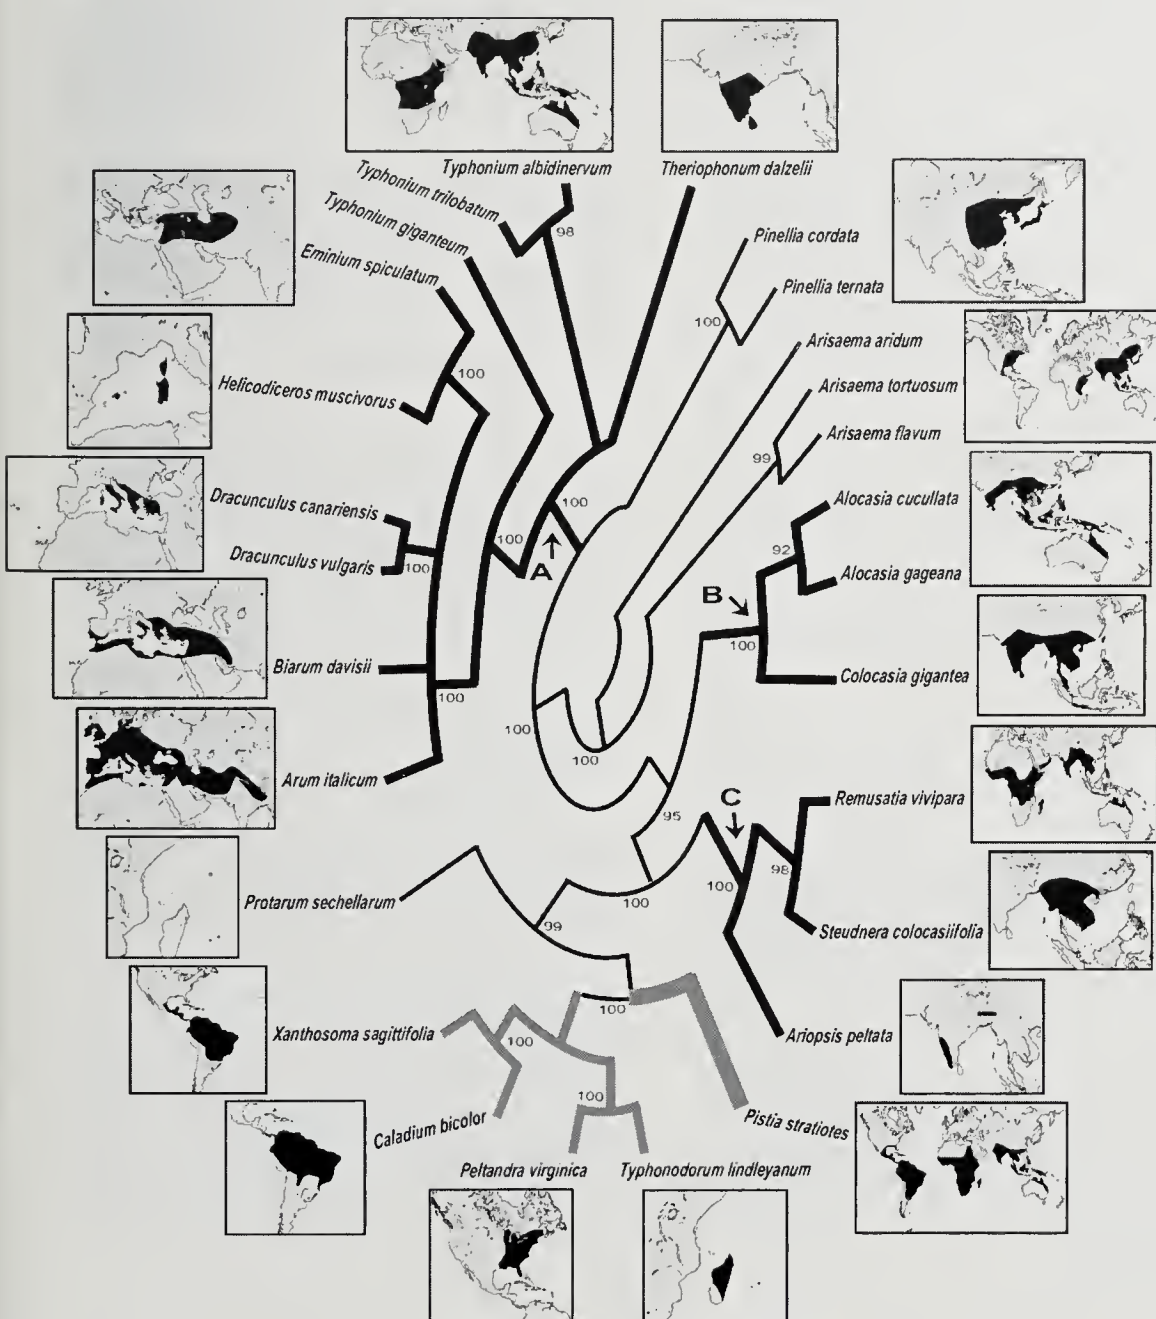 Typhonium albidinervum
Theriophonum dalzelii
Typhonium trilobatum
Typhonium giganteum
Eminium spiculatum
98
Pinellia cordata
Pinellia ternata
100
Arisaema aridum
Helicodiceros muscivorus
100
Arisaema tortuosum
Arisaema flavum
99
Dracunculus canariensis
Alocasia cucullata
100
100
A
92
Dracunculus vulgaris
100
Alocasia gageana
B
100
Biarum davisii
Colocasia gigantea
100
100
100
Arum italicum
C
Remusatia vivipara
95
98
100
Protarum sechellarum
100
99
Steudnera colocasiifolia
100
Xanthosoma sagittifolia
100
Ariopsis peltata
100
Caladium bicolor
Pistia stratiotes
Peltandra virginica
Typhonodorum lindleyanum